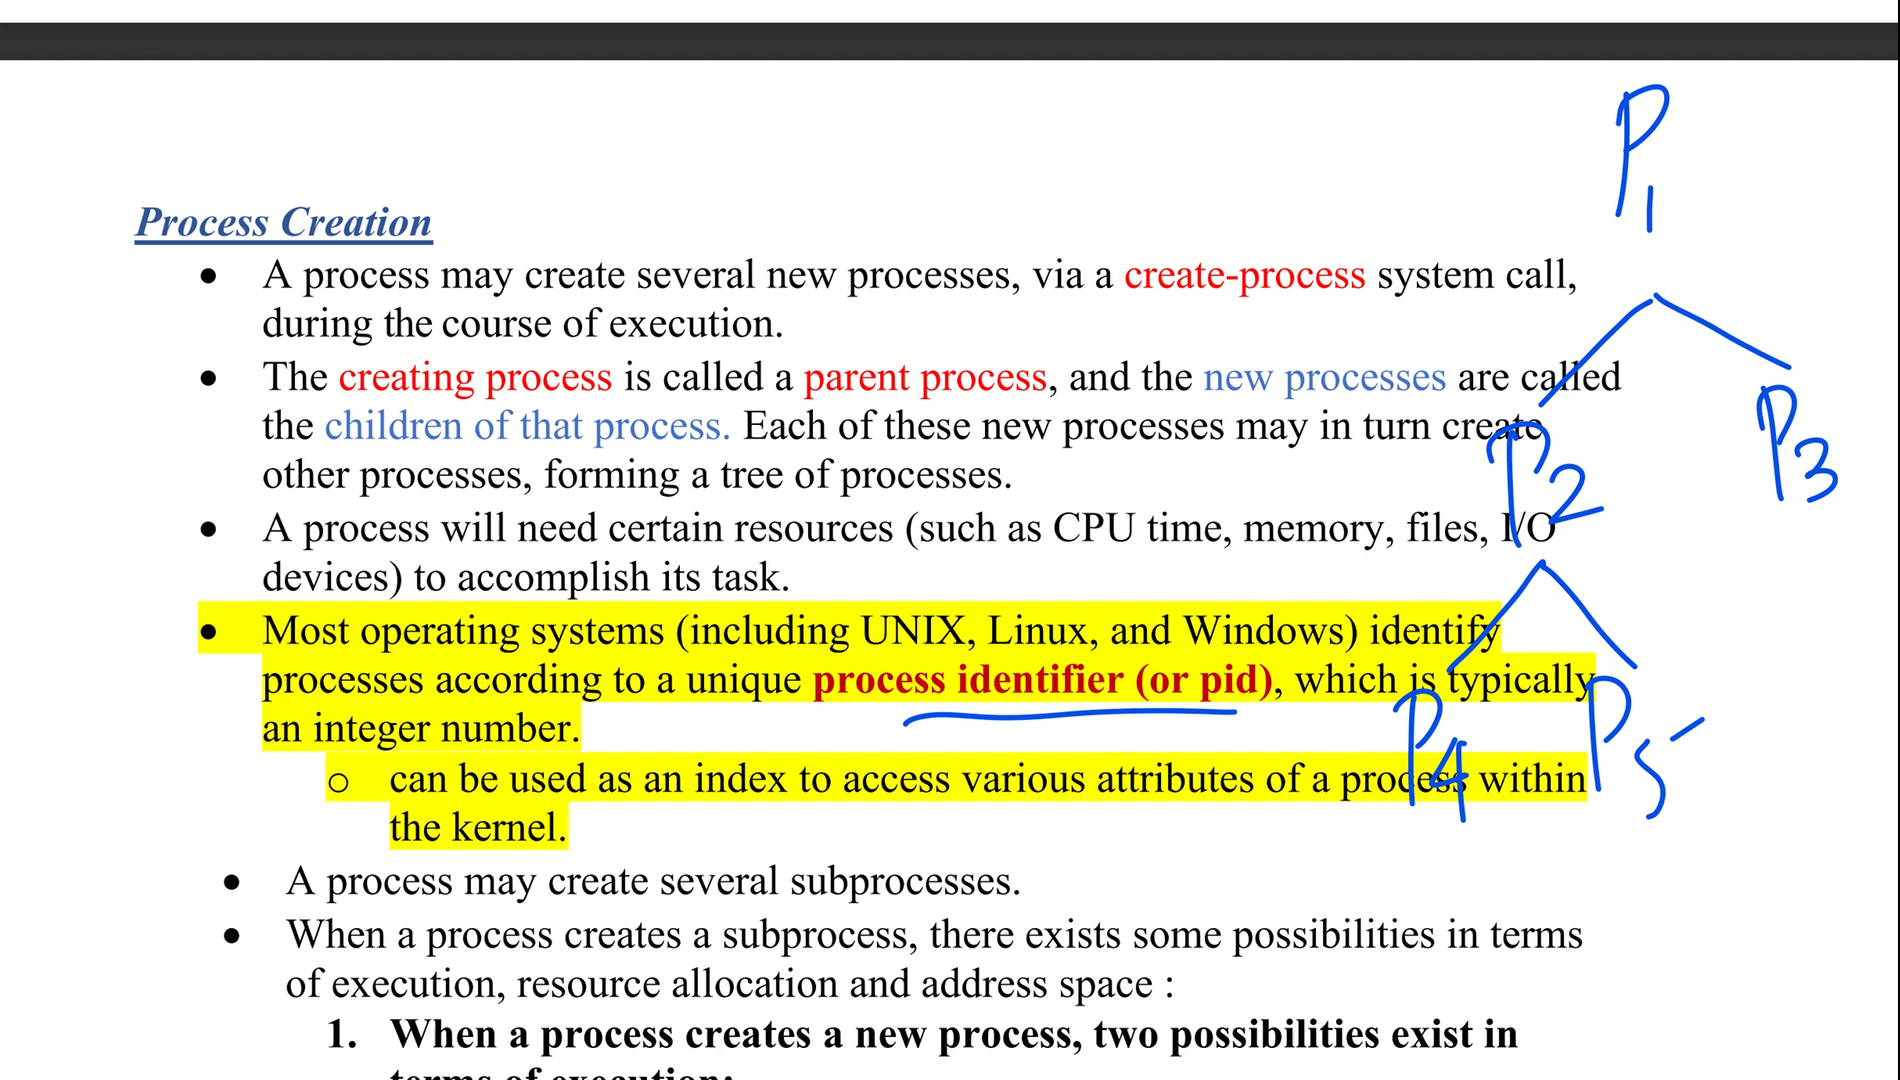 Process Creation
• A process may create several new processes, via a create-process system call,
during the course of execution.
• The creating process is called a parent process, and the new processes are called
the children of that process. Each of these new processes may in turn create
other processes, forming a tree of processes.
• A process will need certain resources (such as CPU time, memory, files, I/O
devices) to accomplish its task.
• Most operating systems (including UNIX, Linux, and Windows) identify
processes according to a unique process identifier (or pid), which is typically
an integer number.
o can be used as an index to access various attributes of a process within
the kernel.
• A process may create several subprocesses.
• When a process creates a subprocess, there exists some possibilities in terms
of execution, resource allocation and address space :
1. When a process creates a new process, two possibilities exist in
terms of execution:
P1
P2
P3
P4
P5